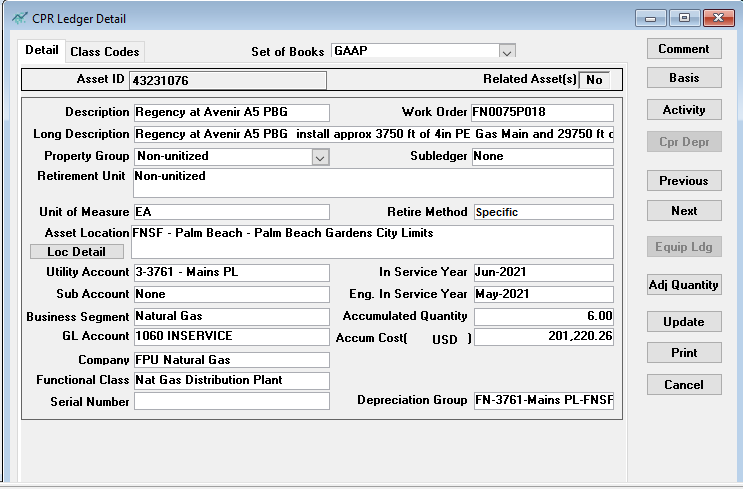 CPR Ledger Detail
Detail Class Codes Set of Books GAAP
Asset ID 43231076 Related Asset(s) No
Description Regency at Avenir A5 PBG Work Order FN0075P018
Long Description Regency at Avenir A5 PBG install approx 3750 ft of 4in PE Gas Main and 29750 ft
Property Group Non-unitized Subledger None
Retirement Unit Non-unitized
Unit of Measure EA Retire Method Specific
Asset Location FNSF - Palm Beach - Palm Beach Gardens City Limits
Loc Detail
Utility Account 3-3761 - Mains PL In Service Year Jun-2021
Sub Account None Eng. In Service Year May-2021
Business Segment Natural Gas Accumulated Quantity 6.00
GL Account 1060 INSERVICE Accum Cost( USD ) 201,220.26
Company FPU Natural Gas
Functional Class Nat Gas Distribution Plant
Serial Number Depreciation Group FN-3761-Mains PL-FNSF
Comment
Basis
Activity
Cpr Depr
Previous
Next
Equip Ldg
Adj Quantity
Update
Print
Cancel